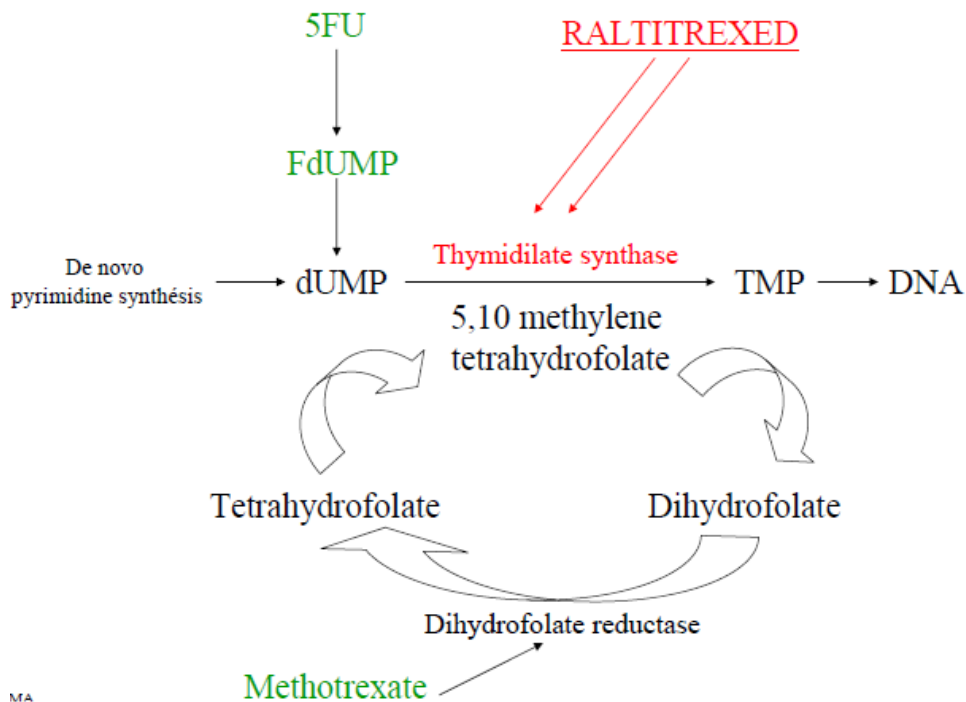 5FU
RALTITREXED
FdUMP
De novo
pyrimidine synthésis
dUMP
Thymidilate synthase
TMP
DNA
5,10 methylene
tetrahydrofolate
Tetrahydrofolate
Dihydrofolate
Dihydrofolate reductase
Methotrexate
MA